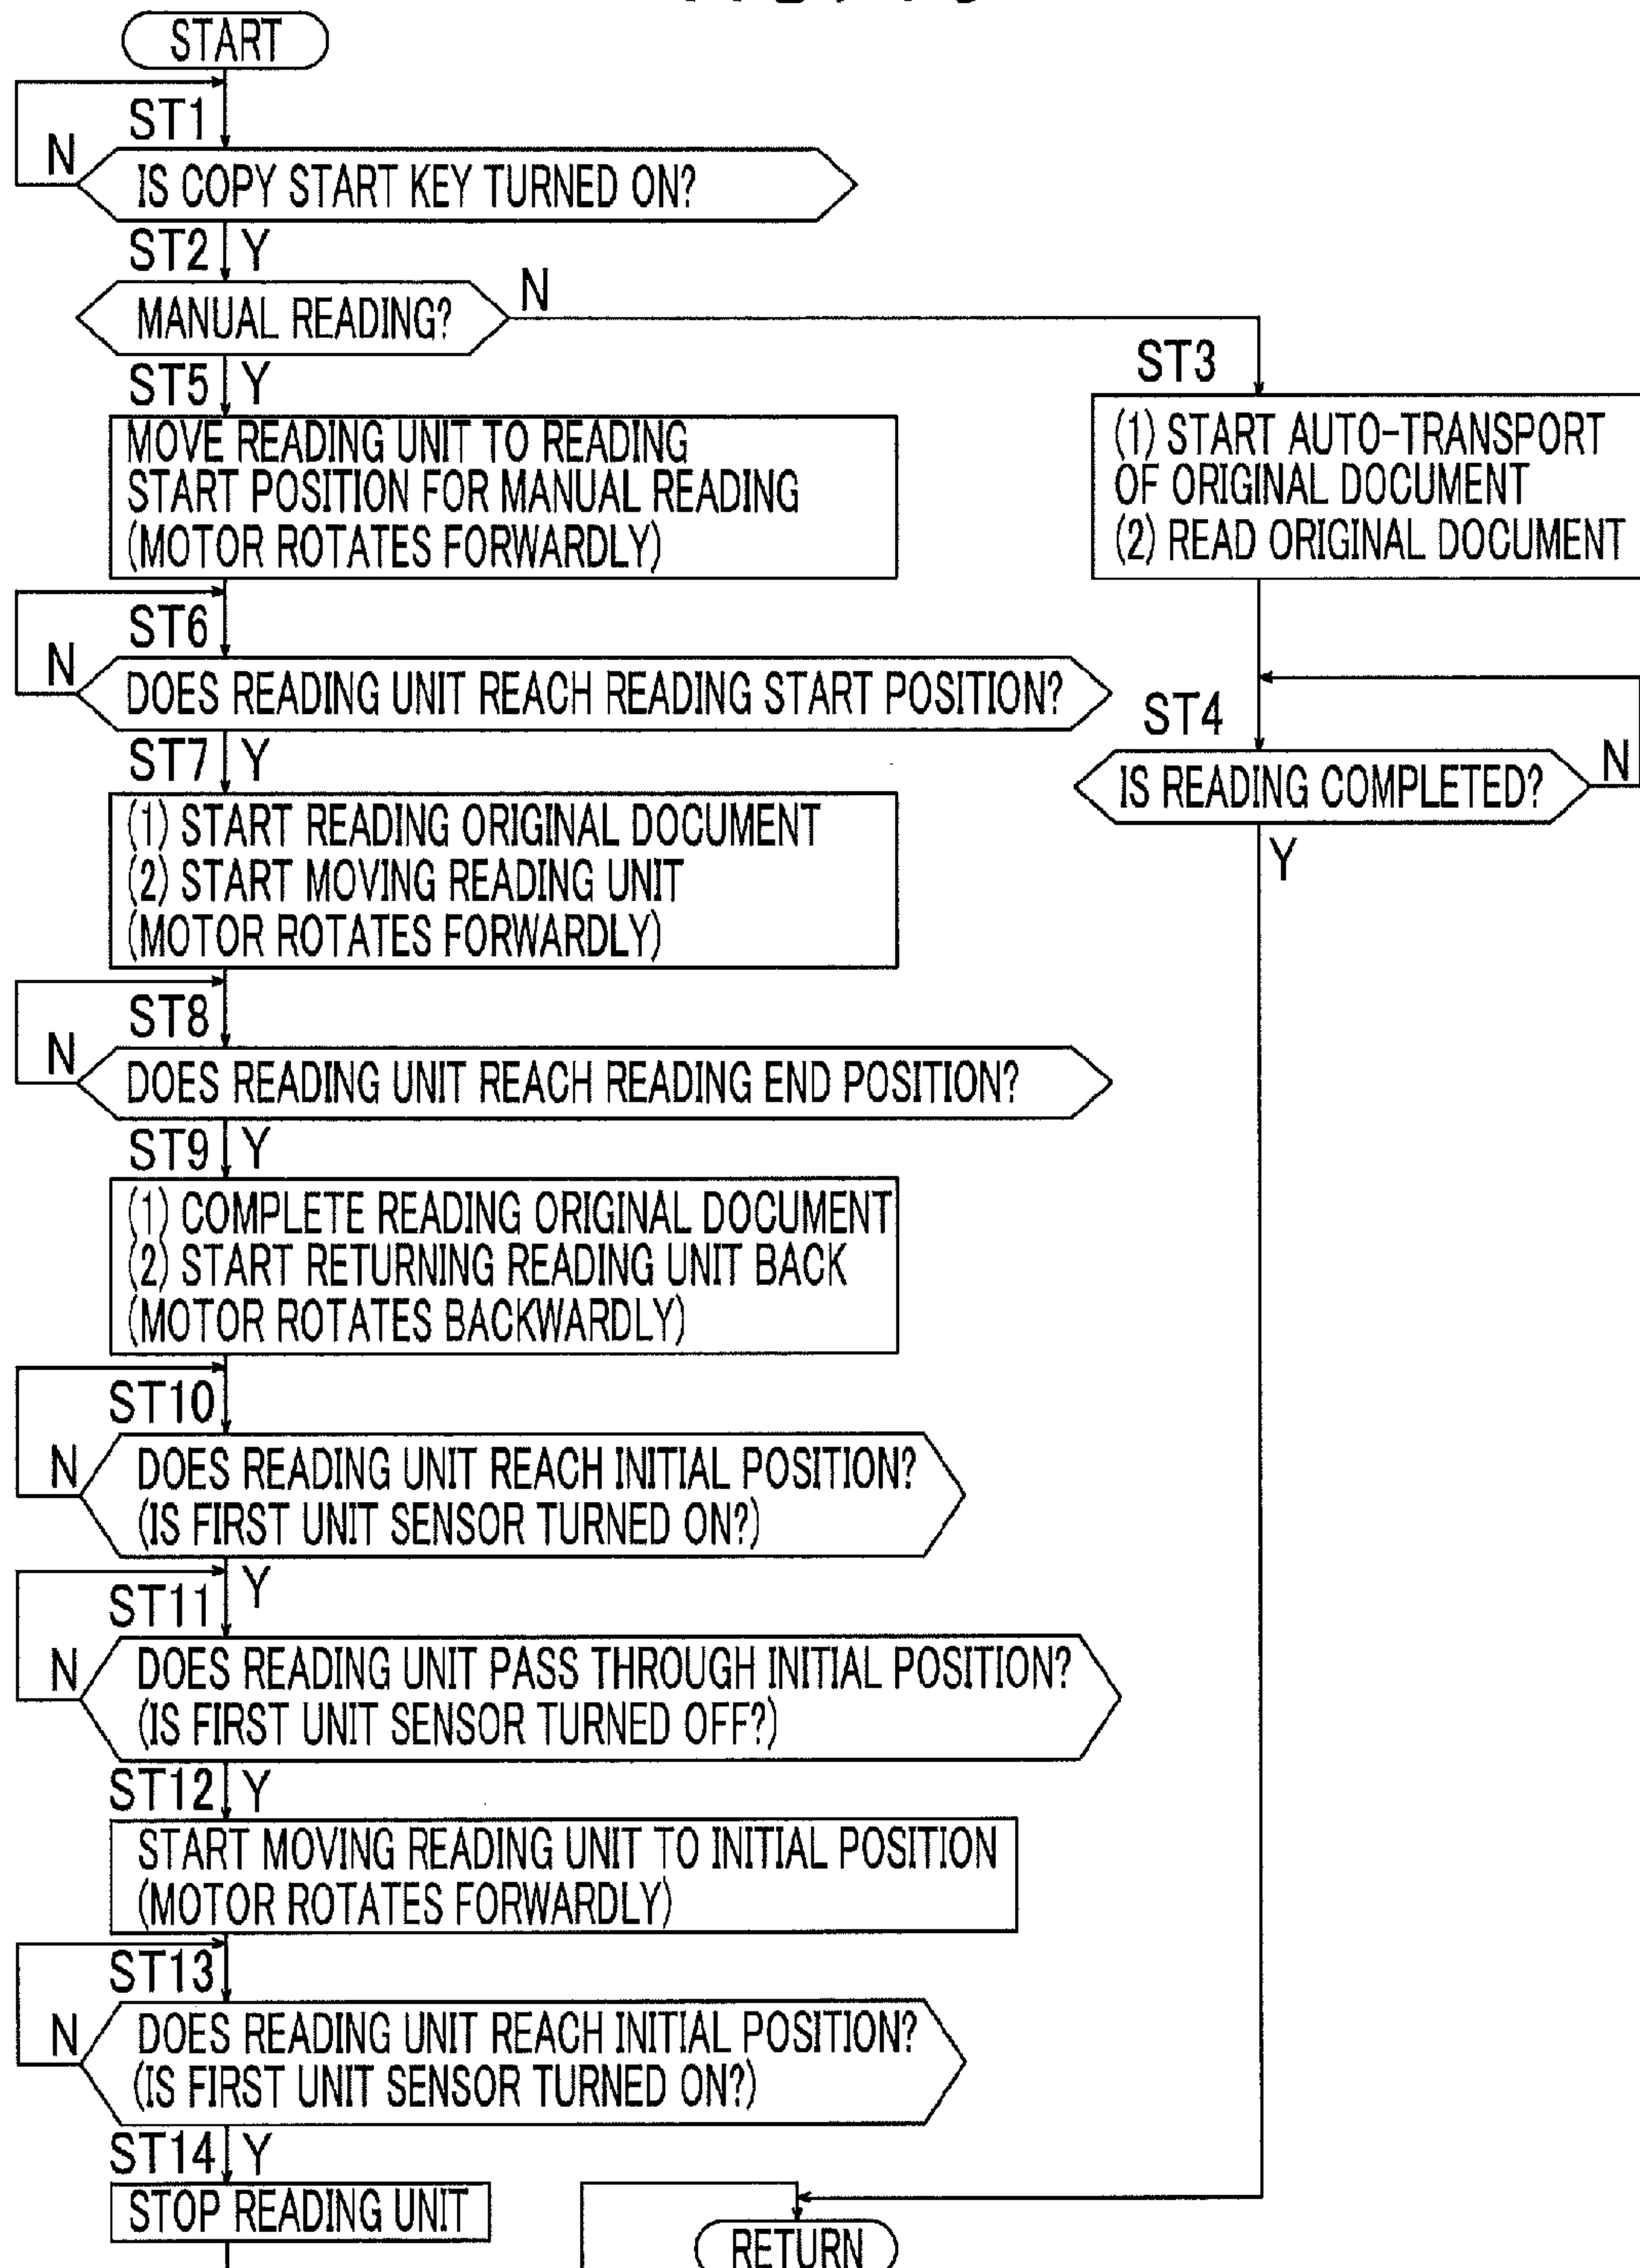 START
ST1
N
IS COPY START KEY TURNED ON?
ST2 Y
MANUAL READING?
N
ST5 Y
MOVE READING UNIT TO READING
START POSITION FOR MANUAL READING
(MOTOR ROTATES FORWARDLY)
ST3
(1) START AUTO-TRANSPORT
OF ORIGINAL DOCUMENT
(2) READ ORIGINAL DOCUMENT
ST6
N
DOES READING UNIT REACH READING START POSITION?
ST4
IS READING COMPLETED?
N
Y
ST7 Y
(1) START READING ORIGINAL DOCUMENT
(2) START MOVING READING UNIT
(MOTOR ROTATES FORWARDLY)
ST8
N
DOES READING UNIT REACH READING END POSITION?
ST9 Y
(1) COMPLETE READING ORIGINAL DOCUMENT
(2) START RETURNING READING UNIT BACK
(MOTOR ROTATES BACKWARDLY)
ST10
N
DOES READING UNIT REACH INITIAL POSITION?
(IS FIRST UNIT SENSOR TURNED ON?)
Y
ST11
N
DOES READING UNIT PASS THROUGH INITIAL POSITION?
(IS FIRST UNIT SENSOR TURNED OFF?)
ST12 Y
START MOVING READING UNIT TO INITIAL POSITION
(MOTOR ROTATES FORWARDLY)
ST13
N
DOES READING UNIT REACH INITIAL POSITION?
(IS FIRST UNIT SENSOR TURNED ON?)
ST14 Y
STOP READING UNIT
RETURN